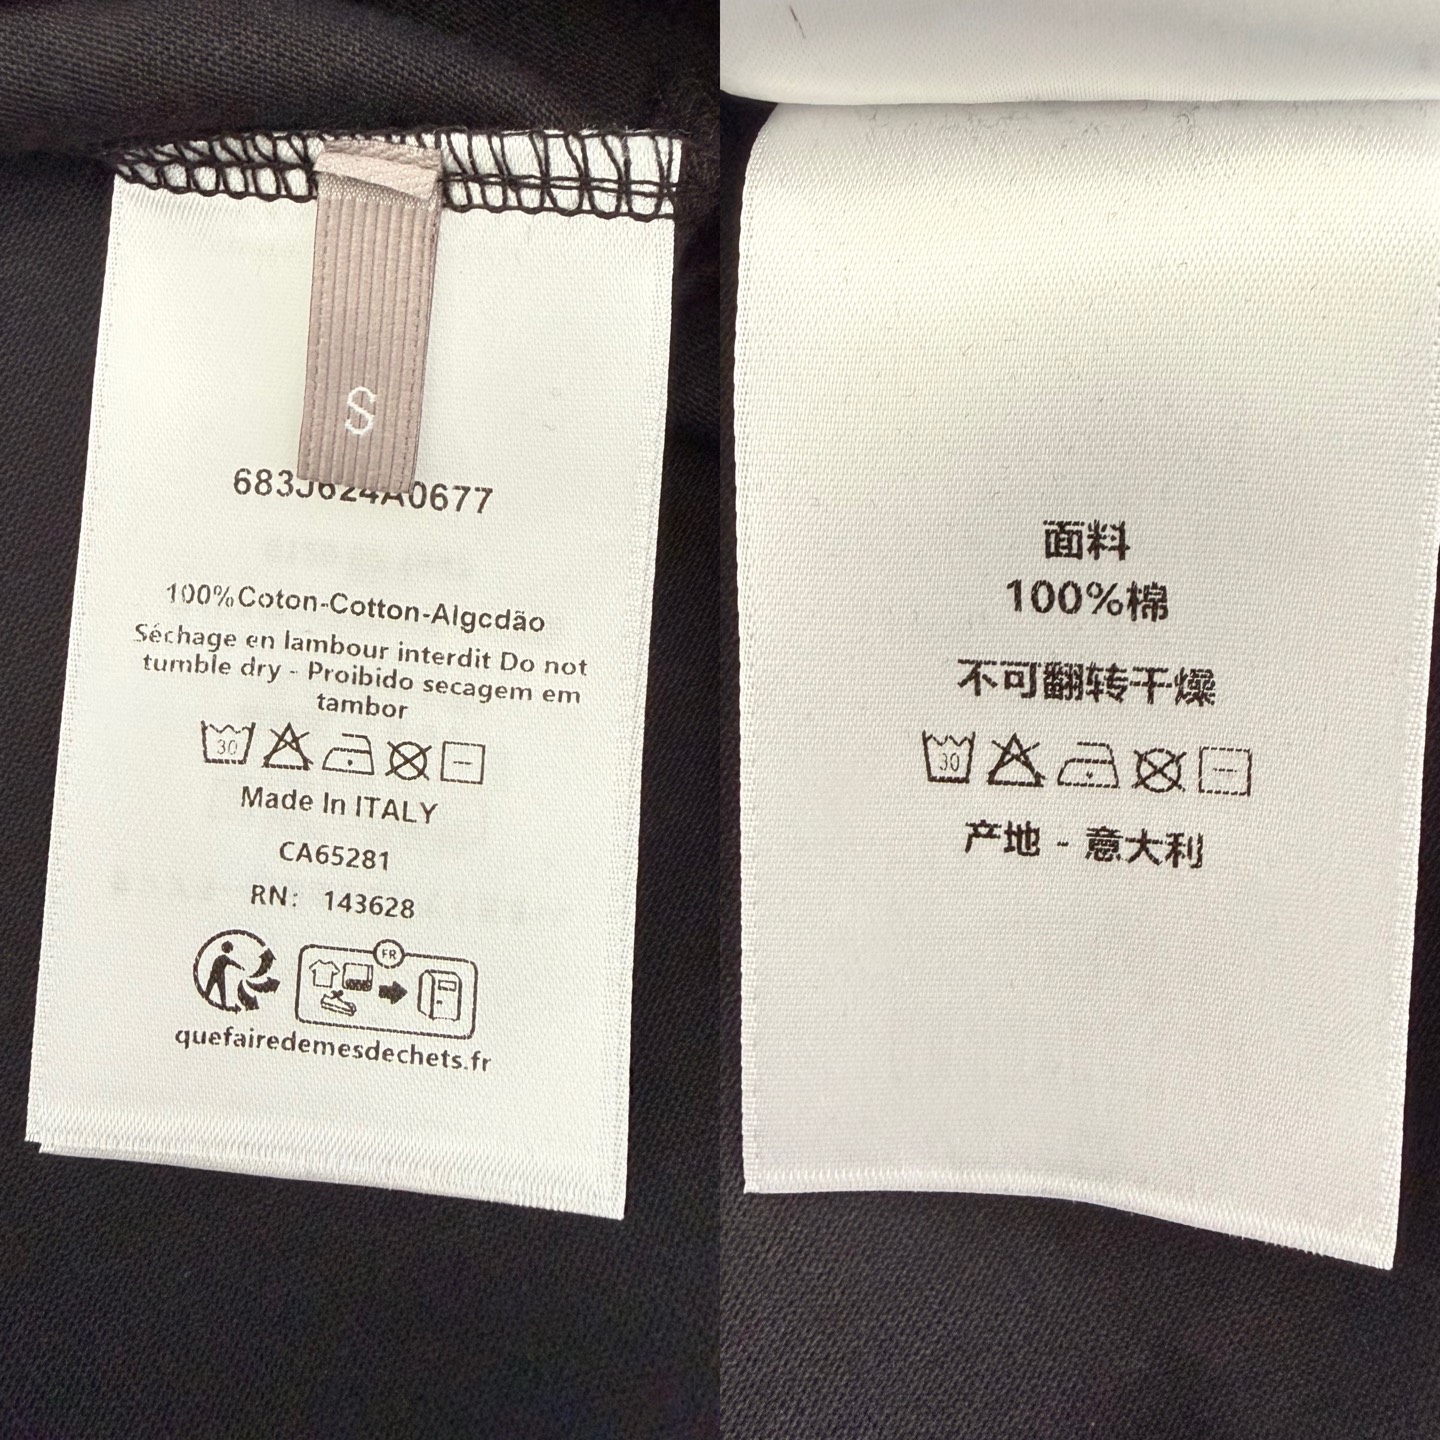 S
683J624A0677
100%Coton-Cotton-Algcdão
Séchage en lambour interdit Do not
tumble dry - Proibido secagem em
tambor
30
Made In ITALY
CA65281
RN: 143628
FR
quefairedemesdechets.fr
面料
100%棉
不可翻转干燥
30
产地 - 意大利